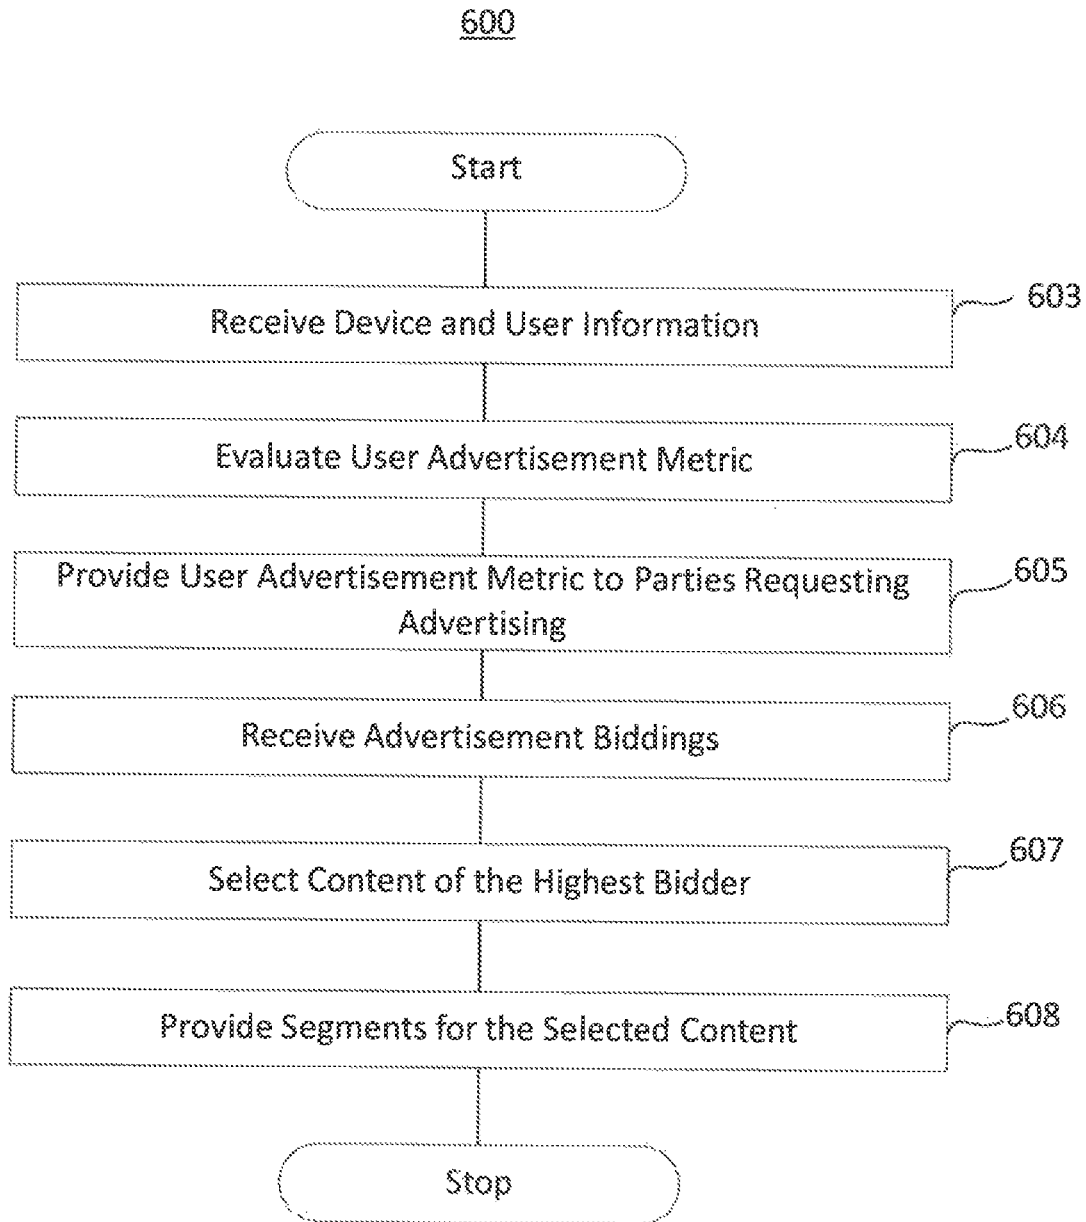 600
Start
Receive Device and User Information
603
Evaluate User Advertisement Metric
604
Provide User Advertisement Metric to Parties Requesting
Advertising
605
Receive Advertisement Biddings
606
Select Content of the Highest Bidder
607
Provide Segments for the Selected Content
608
Stop